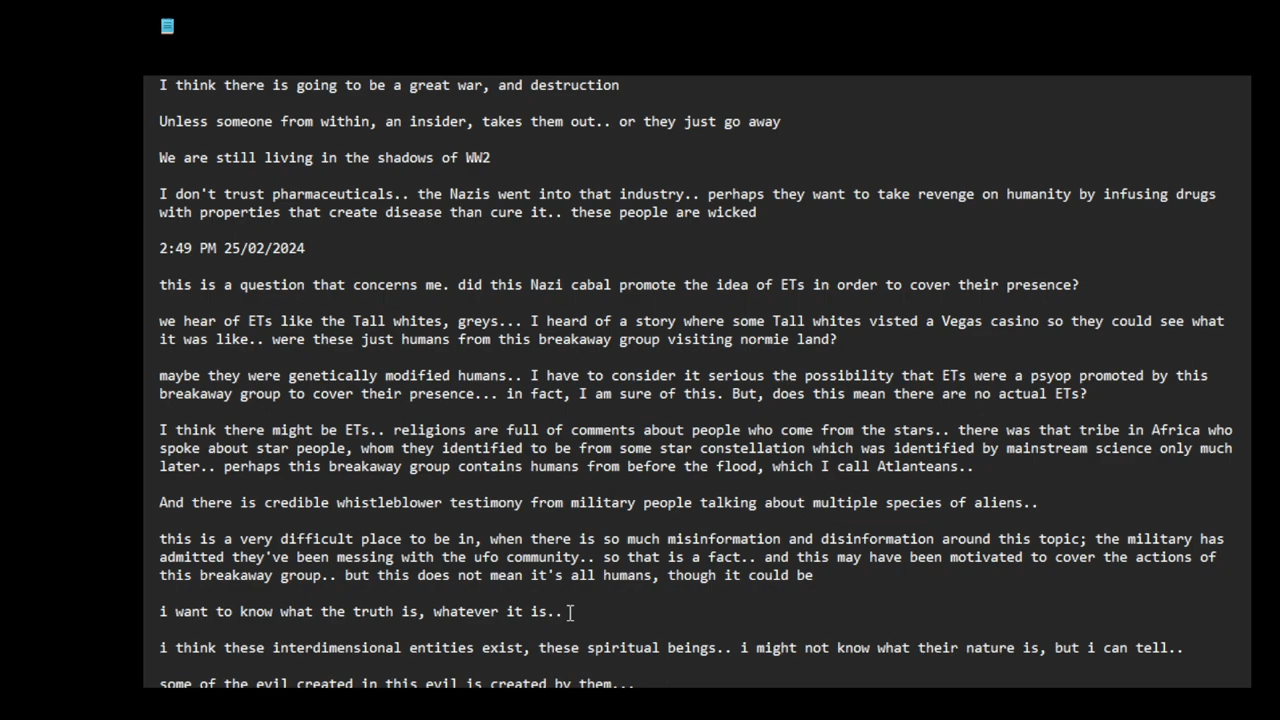 I think there is going to be a great war, and destruction
Unless someone from within, an insider, takes them out.. or they just go away
We are still living in the shadows of WW2
I don't trust pharmaceuticals.. the Nazis went into that industry.. perhaps they want to take revenge on humanity by infusing drugs
with properties that create disease than cure it.. these people are wicked
2:49 PM 25/02/2024
this is a question that concerns me. did this Nazi cabal promote the idea of ETs in order to cover their presence?
we hear of ETs like the Tall whites, greys... I heard of a story where some Tall whites visted a Vegas casino so they could see what
it was like.. were these just humans from this breakaway group visiting normie land?
maybe they were genetically modified humans.. I have to consider it serious the possibility that ETs were a psyop promoted by this
breakaway group to cover their presence... in fact, I am sure of this. But, does this mean there are no actual ETs?
I think there might be ETs.. religions are full of comments about people who come from the stars.. there was that tribe in Africa who
spoke about star people, whom they identified to be from some star constellation which was identified by mainstream science only much
later.. perhaps this breakaway group contains humans from before the flood, which I call Atlanteans..
And there is credible whistleblower testimony from military people talking about multiple species of aliens..
this is a very difficult place to be in, when there is so much misinformation and disinformation around this topic; the military has
admitted they've been messing with the ufo community.. so that is a fact.. and this may have been motivated to cover the actions of
this breakaway group.. but this does not mean it's all humans, though it could be
i want to know what the truth is, whatever it is..
i think these interdimensional entities exist, these spiritual beings.. i might not know what their nature is, but i can tell..
some of the evil created in this evil is created by them...